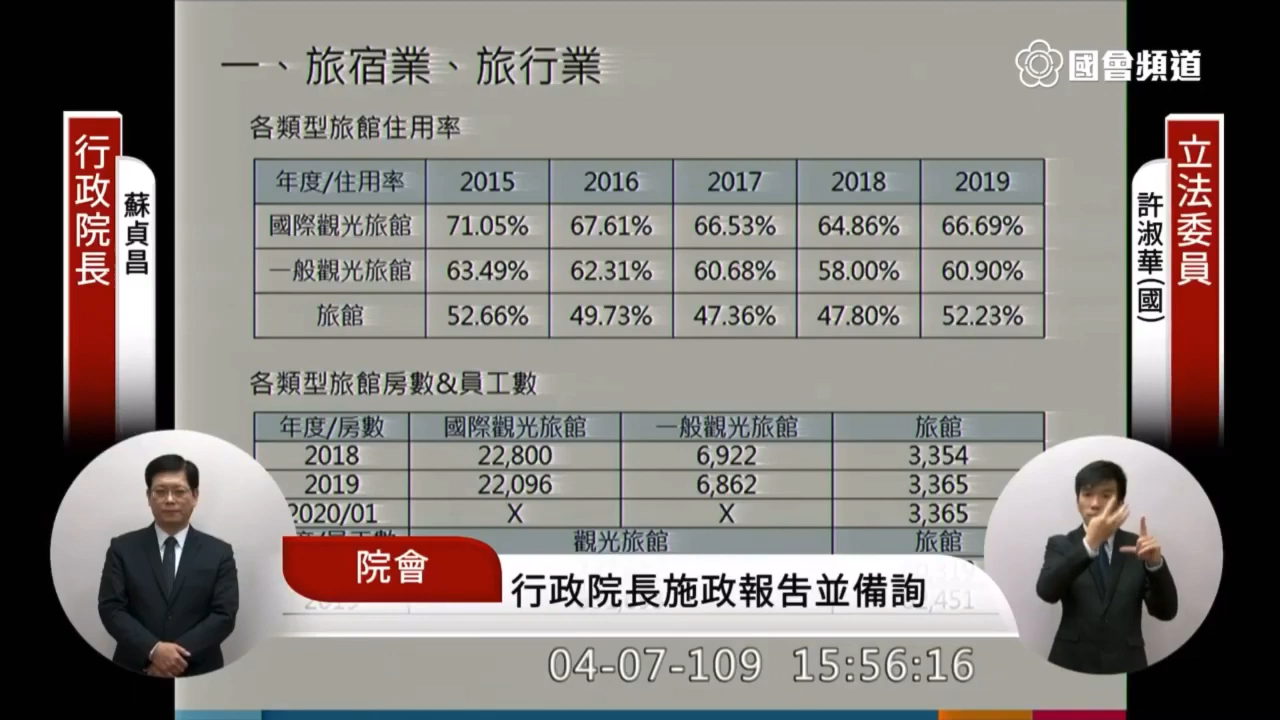 一、旅宿業、旅行業
國會頻道
行政院長
蘇貞昌
立法委員
許淑華(國)
各類型旅館住用率
年度/住用率 2015 2016 2017 2018 2019
國際觀光旅館 71.05% 67.61% 66.53% 64.86% 66.69%
一般觀光旅館 63.49% 62.31% 60.68% 58.00% 60.90%
旅館 52.66% 49.73% 47.36% 47.80% 52.23%
各類型旅館房數&員工數
年度/房數 國際觀光旅館 一般觀光旅館 旅館
2018 22,800 6,922 3,354
2019 22,096 6,862 3,365
2020/01 X X 3,365
觀光旅館 旅館
院會
行政院長施政報告並備詢
04-07-109 15:56:16